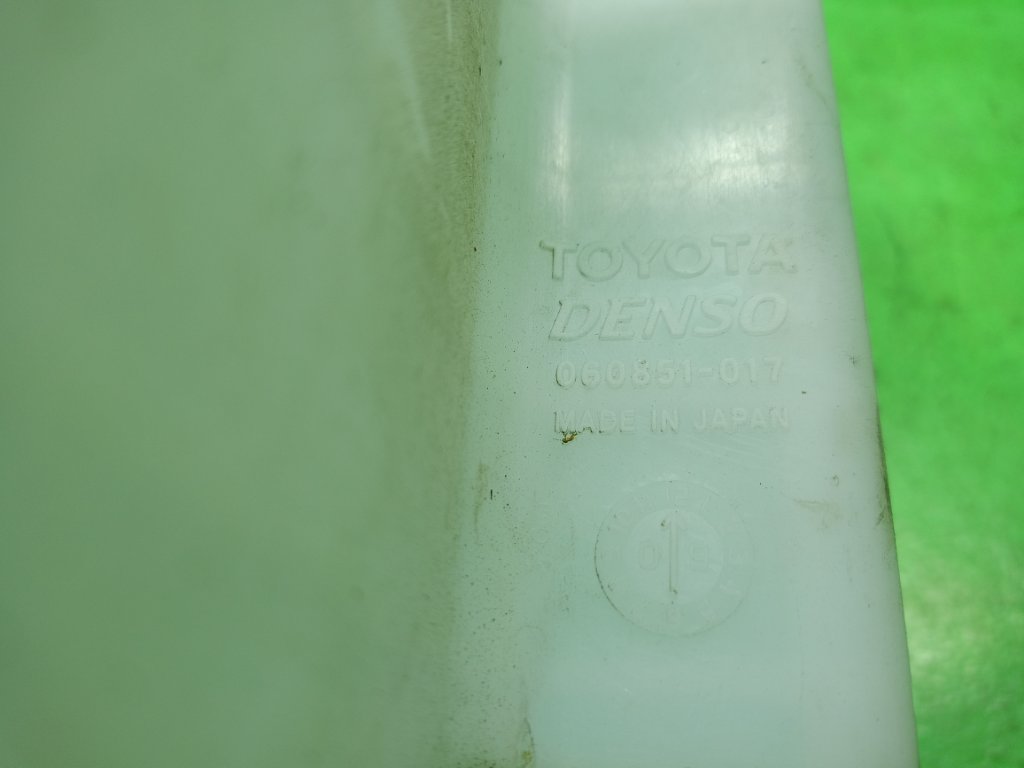 TOYOTA
DENSO
060851-017
MADE IN JAPAN